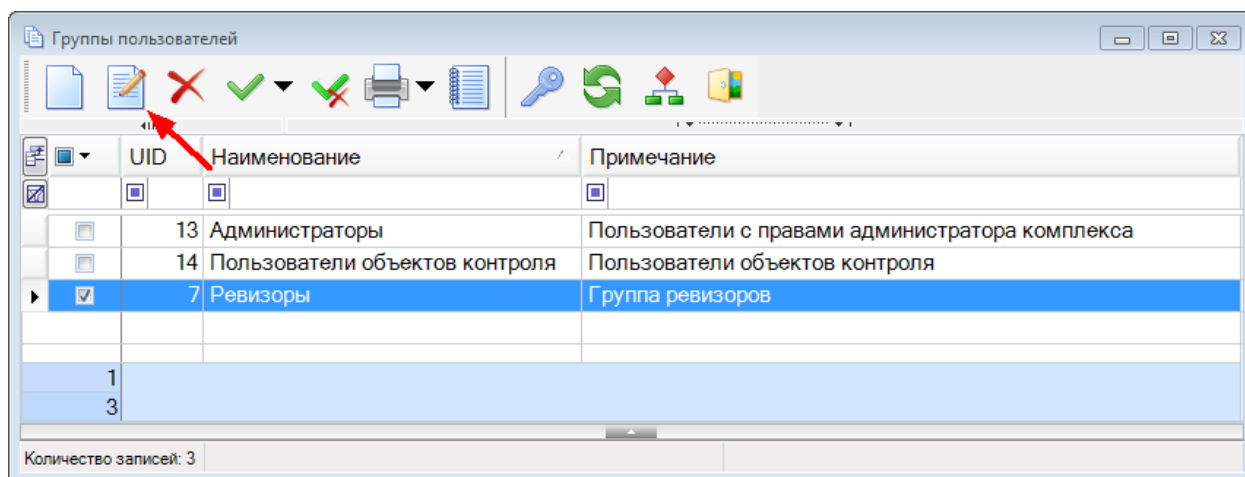 Группы пользователей
UID Наименование Примечание
13 Администраторы Пользователи с правами администратора комплекса
14 Пользователи объектов контроля Пользователи объектов контроля
7 Ревизоры Группа ревизоров
1
3
Количество записей: 3